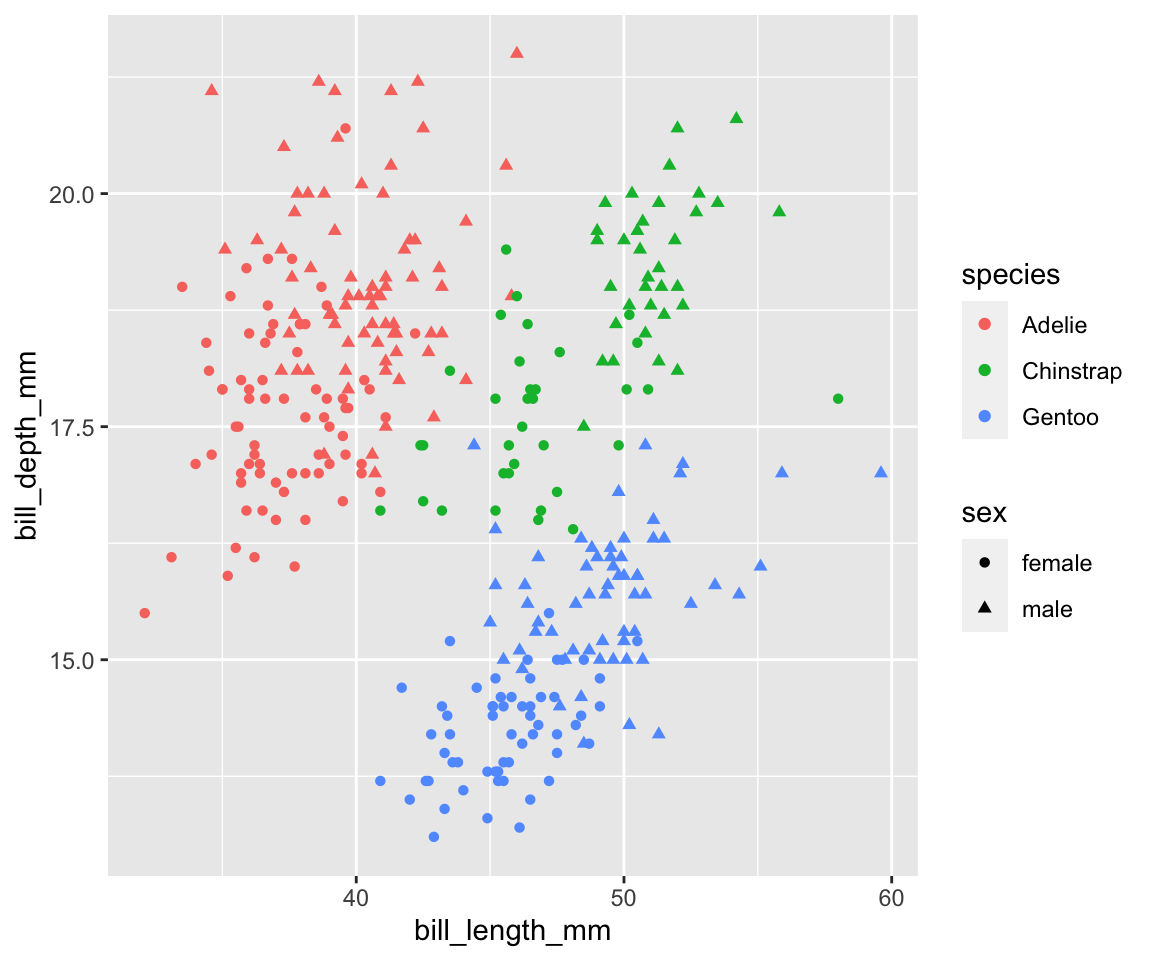 bill_depth_mm
20.0
17.5
15.0
40
50
60
bill_length_mm
species
Adelie
Chinstrap
Gentoo
sex
female
male